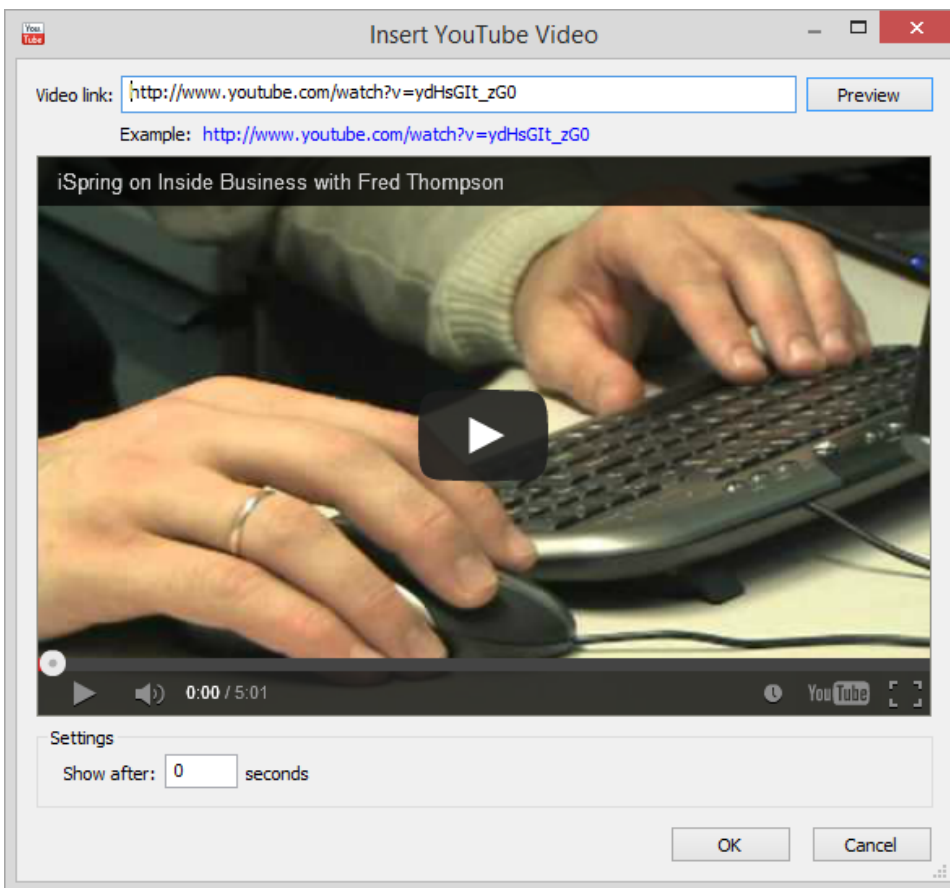 You Tube
Insert YouTube Video
Video link: http://www.youtube.com/watch?v=ydHsGIt_zG0 Preview
Example: http://www.youtube.com/watch?v=ydHsGIt_zG0
iSpring on Inside Business with Fred Thompson
0:00 / 5:01 YouTube
Settings
Show after: 0 seconds
OK Cancel